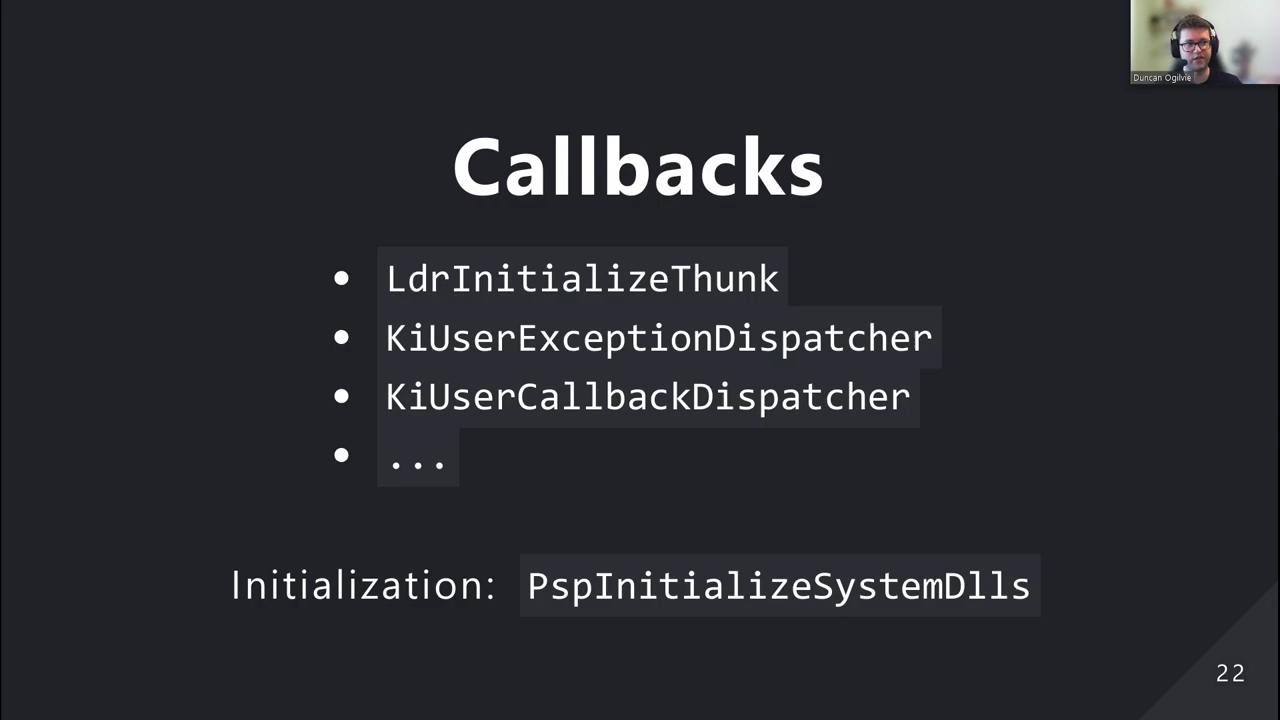 Duncan Ogilvie
Callbacks
• LdrInitializeThunk
• KiUserExceptionDispatcher
• KiUserCallbackDispatcher
• ...
Initialization: PspInitializeSystemDlls
22